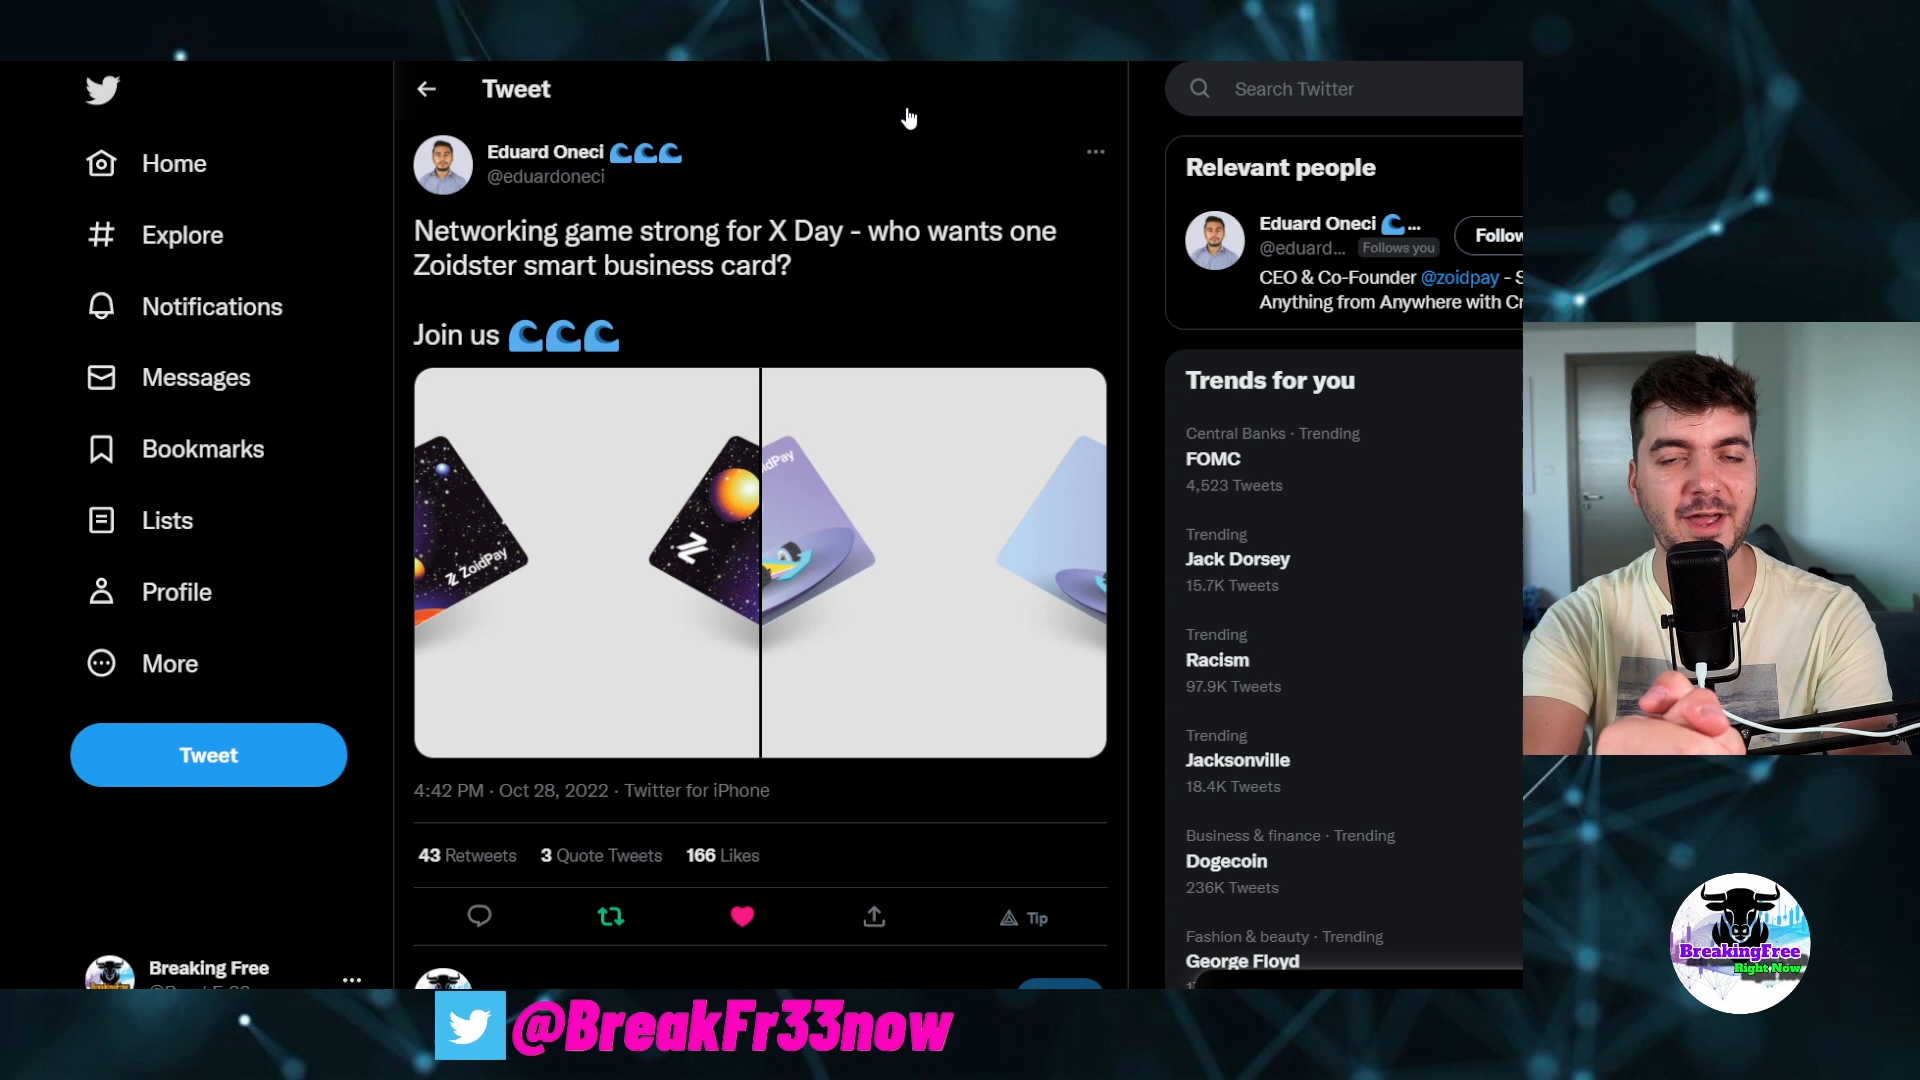 Home
Explore
Notifications
Messages
Bookmarks
Lists
Profile
More
Tweet
Breaking Free
Tweet
Eduard Oneci 🌊🌊🌊
@eduardoneci
Networking game strong for X Day - who wants one
Zoidster smart business card?
Join us 🌊🌊🌊
ZoidPay
idPay
4:42 PM · Oct 28, 2022 · Twitter for iPhone
43 Retweets 3 Quote Tweets 166 Likes
Tip
Search Twitter
Relevant people
Eduard Oneci 🌊...
@eduard... Follows you
Follow
CEO & Co-Founder @zoidpay - S
Anything from Anywhere with Cr
Trends for you
Central Banks · Trending
FOMC
4,523 Tweets
Trending
Jack Dorsey
15.7K Tweets
Trending
Racism
97.9K Tweets
Trending
Jacksonville
18.4K Tweets
Business & finance · Trending
Dogecoin
236K Tweets
Fashion & beauty · Trending
George Floyd
BreakingFree
Right Now
@BreakFr33now